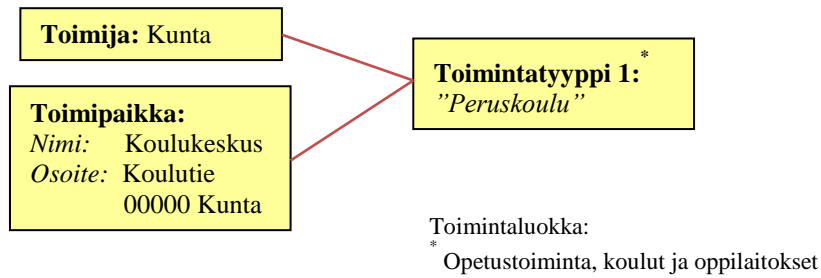 Toimija: Kunta
Toimipaikka:
Nimi: Koulukeskus
Osoite: Koulutie
00000 Kunta
Toimintatyyppi 1:*
”Peruskoulu”
Toimintaluokka:
* Opetustoiminta, koulut ja oppilaitokset